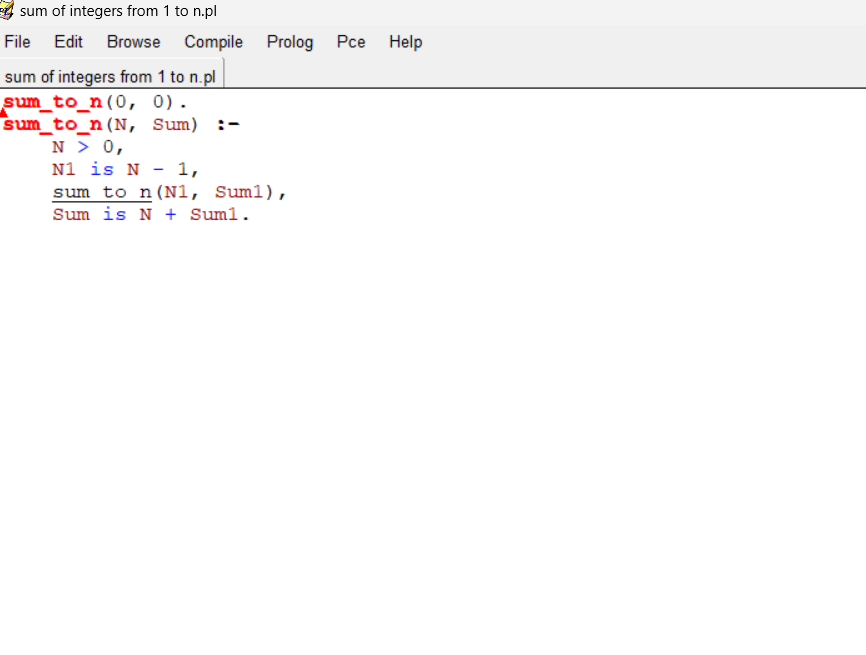 sum of integers from 1 to n.pl
File Edit Browse Compile Prolog Pce Help
sum of integers from 1 to n.pl
sum_to_n(0, 0).
sum_to_n(N, Sum) :-
    N > 0,
    N1 is N - 1,
    sum_to_n(N1, Sum1),
    Sum is N + Sum1.